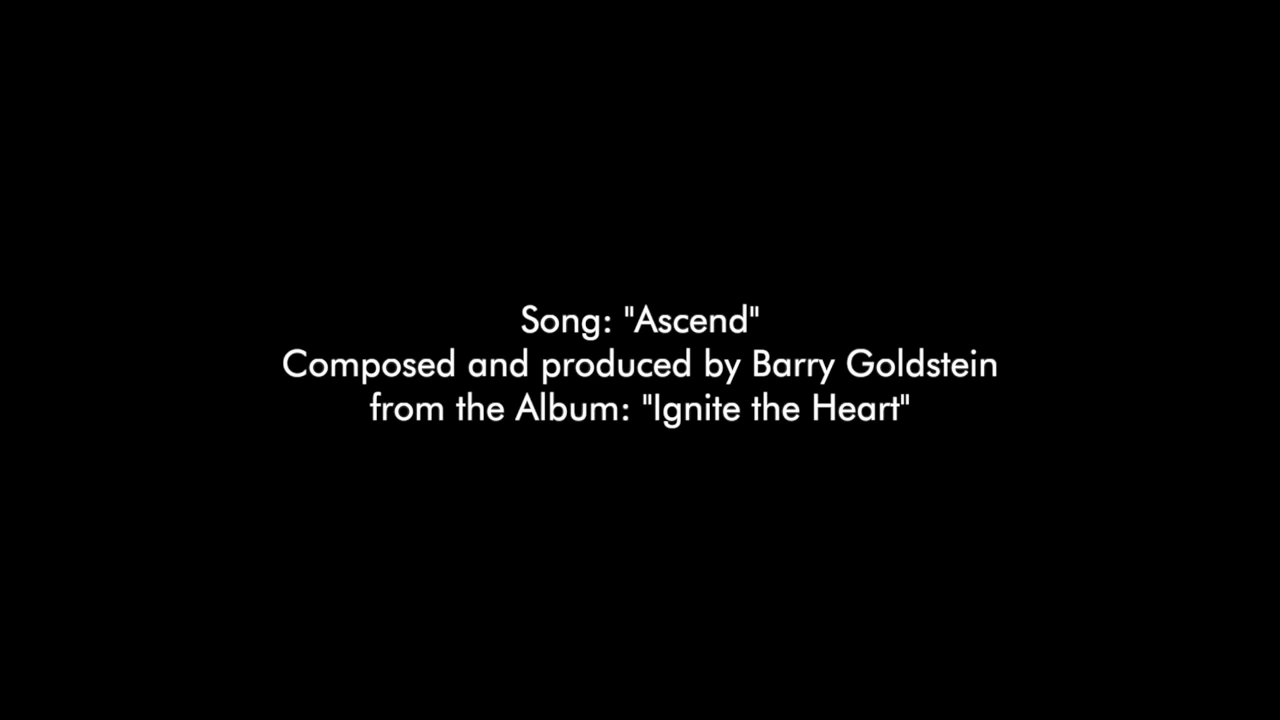 Song: "Ascend"
Composed and produced by Barry Goldstein
from the Album: "Ignite the Heart"